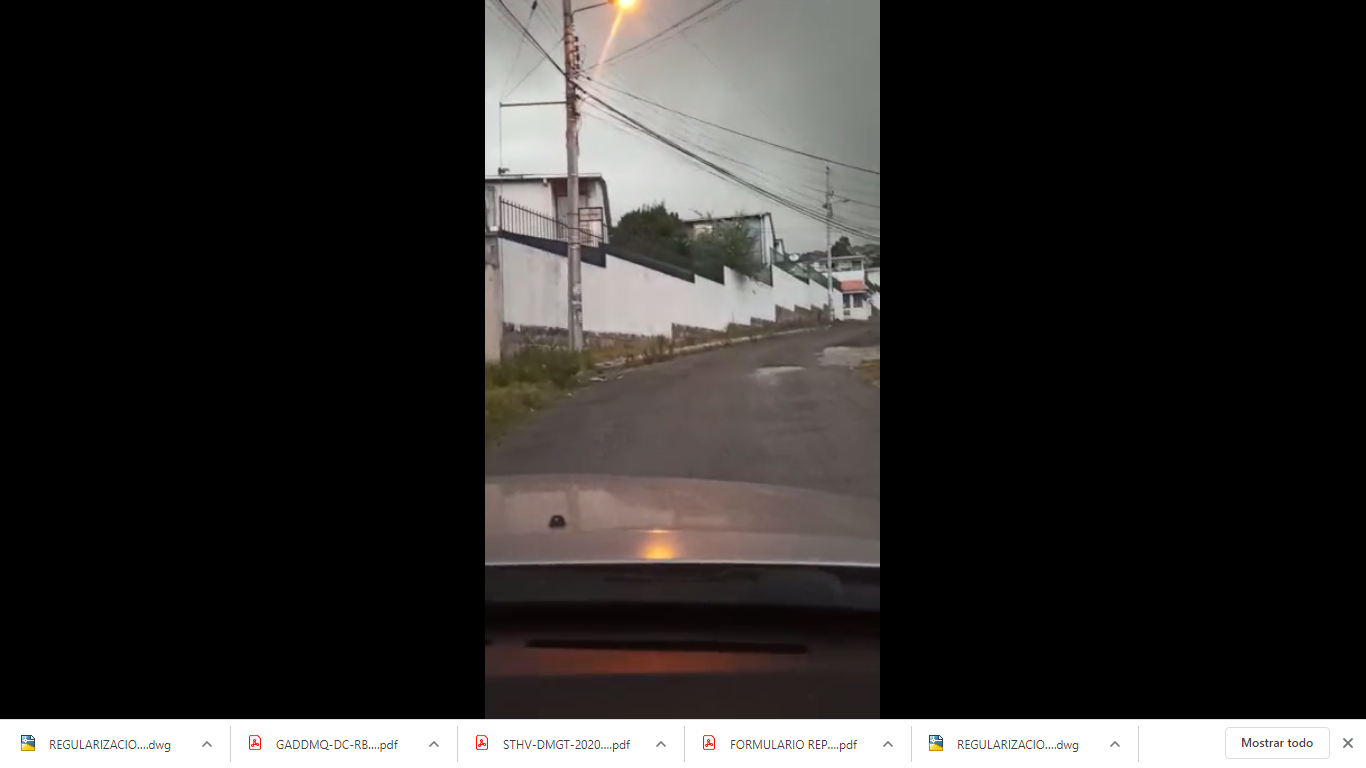 REGULARIZACIO....dwg
GADDMQ-DC-RB....pdf
STHV-DMGT-2020....pdf
FORMULARIO REP....pdf
REGULARIZACIO....dwg
Mostrar todo